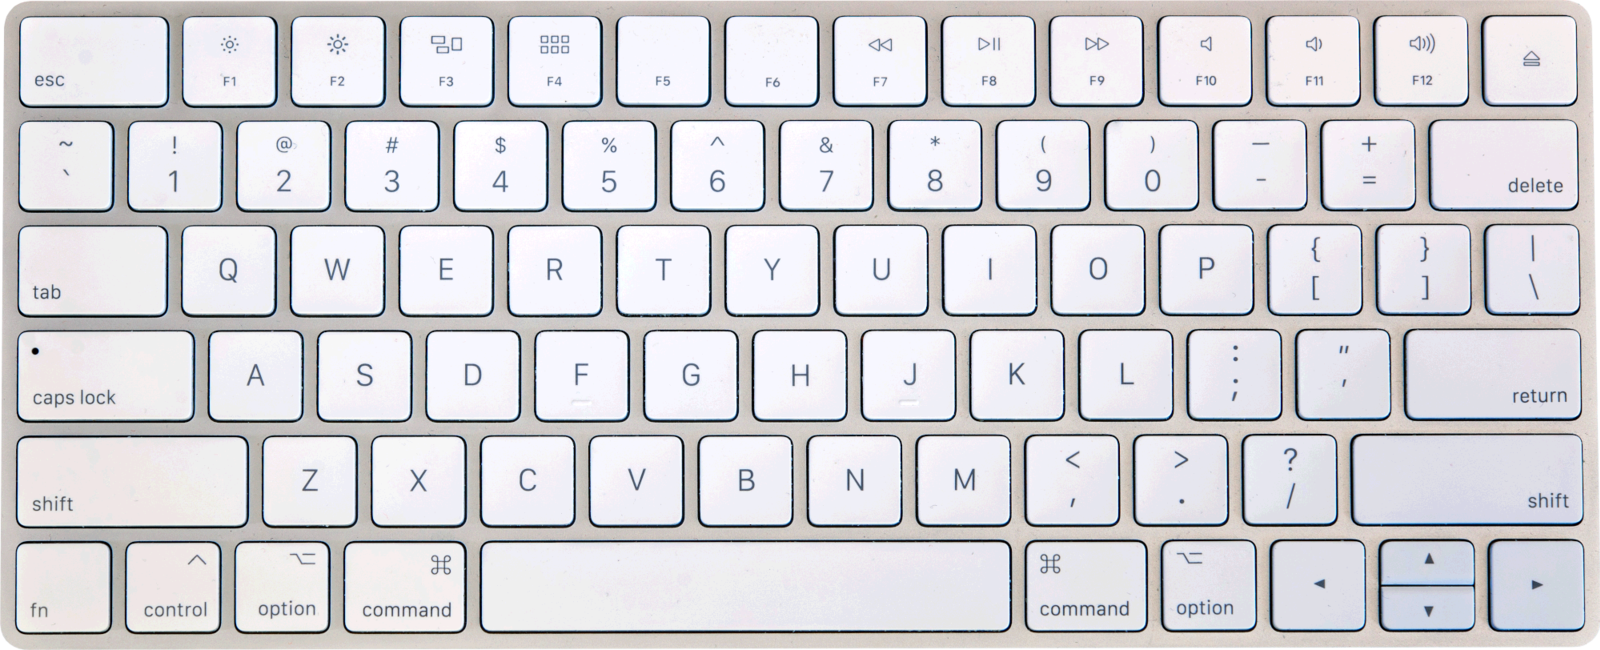 esc F1 F2 F3 F4 F5 F6 F7 F8 F9 F10 F11 F12
~ ! @ # $ % ^ & * ( ) — +
` 1 2 3 4 5 6 7 8 9 0 - = delete
tab Q W E R T Y U I O P { } |
[ ] \
caps lock A S D F G H J K L : "
; ' return
shift Z X C V B N M < > ?
, . / shift
^ ⌥ ⌘ ⌘ ⌥ ▲
fn control option command command option ◀ ▼ ▶